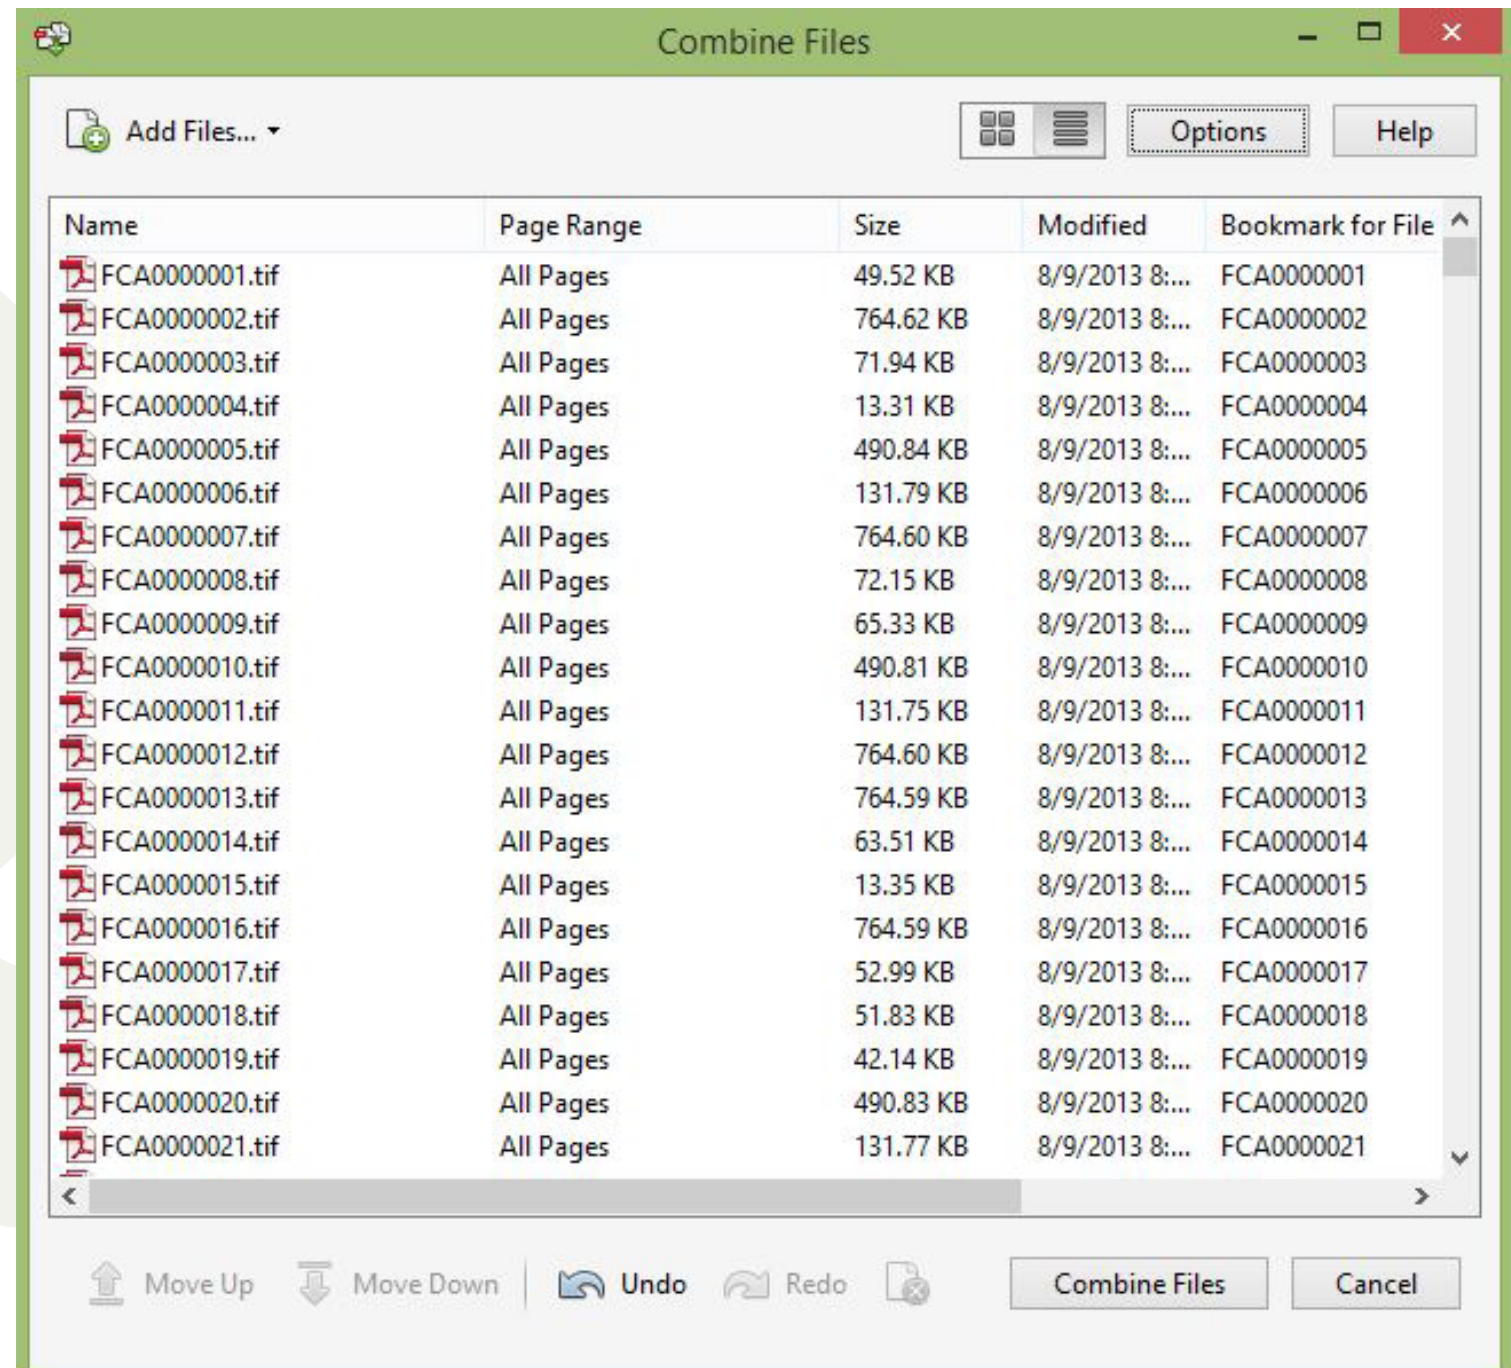 Combine Files
Add Files... Options Help
Name Page Range Size Modified Bookmark for File
FCA0000001.tif All Pages 49.52 KB 8/9/2013 8:... FCA0000001
FCA0000002.tif All Pages 764.62 KB 8/9/2013 8:... FCA0000002
FCA0000003.tif All Pages 71.94 KB 8/9/2013 8:... FCA0000003
FCA0000004.tif All Pages 13.31 KB 8/9/2013 8:... FCA0000004
FCA0000005.tif All Pages 490.84 KB 8/9/2013 8:... FCA0000005
FCA0000006.tif All Pages 131.79 KB 8/9/2013 8:... FCA0000006
FCA0000007.tif All Pages 764.60 KB 8/9/2013 8:... FCA0000007
FCA0000008.tif All Pages 72.15 KB 8/9/2013 8:... FCA0000008
FCA0000009.tif All Pages 65.33 KB 8/9/2013 8:... FCA0000009
FCA0000010.tif All Pages 490.81 KB 8/9/2013 8:... FCA0000010
FCA0000011.tif All Pages 131.75 KB 8/9/2013 8:... FCA0000011
FCA0000012.tif All Pages 764.60 KB 8/9/2013 8:... FCA0000012
FCA0000013.tif All Pages 764.59 KB 8/9/2013 8:... FCA0000013
FCA0000014.tif All Pages 63.51 KB 8/9/2013 8:... FCA0000014
FCA0000015.tif All Pages 13.35 KB 8/9/2013 8:... FCA0000015
FCA0000016.tif All Pages 764.59 KB 8/9/2013 8:... FCA0000016
FCA0000017.tif All Pages 52.99 KB 8/9/2013 8:... FCA0000017
FCA0000018.tif All Pages 51.83 KB 8/9/2013 8:... FCA0000018
FCA0000019.tif All Pages 42.14 KB 8/9/2013 8:... FCA0000019
FCA0000020.tif All Pages 490.83 KB 8/9/2013 8:... FCA0000020
FCA0000021.tif All Pages 131.77 KB 8/9/2013 8:... FCA0000021
Move Up Move Down Undo Redo Combine Files Cancel